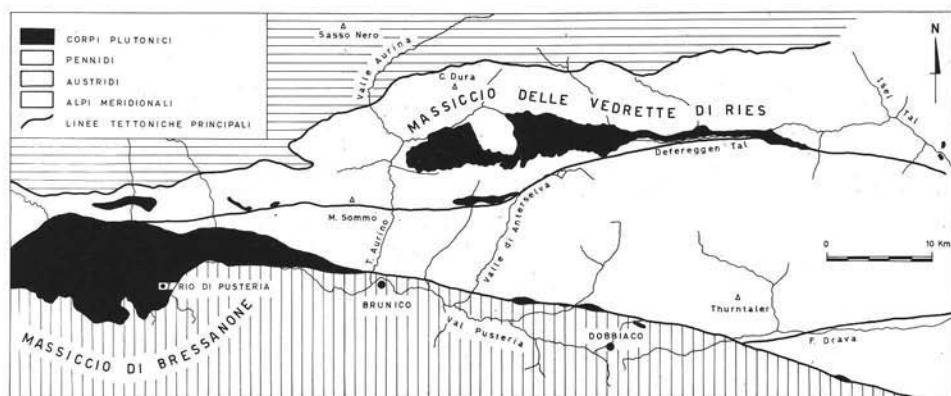 CORPI PLUTONICI
PENNIDI
AUSTRIDI
ALPI MERIDIONALI
LINEE TETTONICHE PRINCIPALI
Sasso Nero
Valle Aurina
C. Dura
MASSICCIO DELLE VEDRETTE DI RIES
N
Isel Tal
Defereggen Tal
M. Sommo
T. Aurino
Valle di Anterselva
0 10 Km
RIO DI PUSTERIA
BRUNICO
MASSICCIO DI BRESSANONE
Val Pusteria
DOBBIACO
Thurntaler
F. Drava